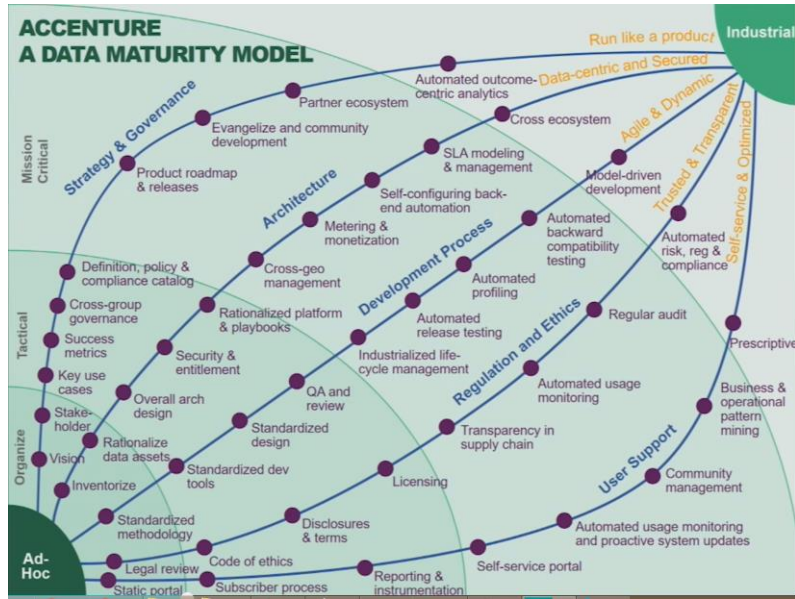 ACCENTURE
A DATA MATURITY MODEL
Industrial
Run like a product
Data-centric and Secured
Agile & Dynamic
Trusted & Transparent
Self-service & Optimized
Mission
Critical
Tactical
Organize
Ad-
Hoc
Strategy & Governance
Vision
Stake-
holder
Key use
cases
Success
metrics
Cross-group
governance
Definition, policy &
compliance catalog
Product roadmap
& releases
Evangelize and community
development
Partner ecosystem
Automated outcome-
centric analytics
Architecture
Inventorize
Rationalize
data assets
Overall arch
design
Security &
entitlement
Rationalized platform
& playbooks
Cross-geo
management
Metering &
monetization
Self-configuring back-
end automation
SLA modeling
& management
Cross ecosystem
Development Process
Standardized
methodology
Standardized dev
tools
Standardized
design
QA and
review
Industrialized life-
cycle management
Automated
release testing
Automated
profiling
Automated
backward
compatibility
testing
Model-driven
development
Regulation and Ethics
Legal review
Code of ethics
Disclosures
& terms
Licensing
Transparency in
supply chain
Automated usage
monitoring
Regular audit
Automated
risk, reg &
compliance
User Support
Static portal
Subscriber process
Reporting &
instrumentation
Self-service portal
Automated usage monitoring
and proactive system updates
Community
management
Business &
operational
pattern
mining
Prescriptive